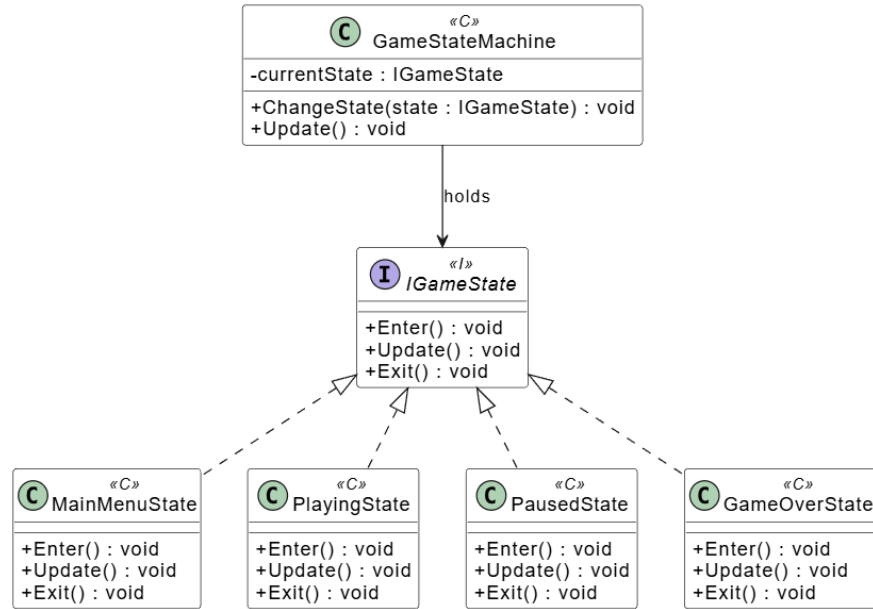 «C»
C GameStateMachine
-currentState : IGameState
+ChangeState(state : IGameState) : void
+Update() : void
holds
«I»
I IGameState
+Enter() : void
+Update() : void
+Exit() : void
«C»
C MainMenuState
+Enter() : void
+Update() : void
+Exit() : void
«C»
C PlayingState
+Enter() : void
+Update() : void
+Exit() : void
«C»
C PausedState
+Enter() : void
+Update() : void
+Exit() : void
«C»
C GameOverState
+Enter() : void
+Update() : void
+Exit() : void